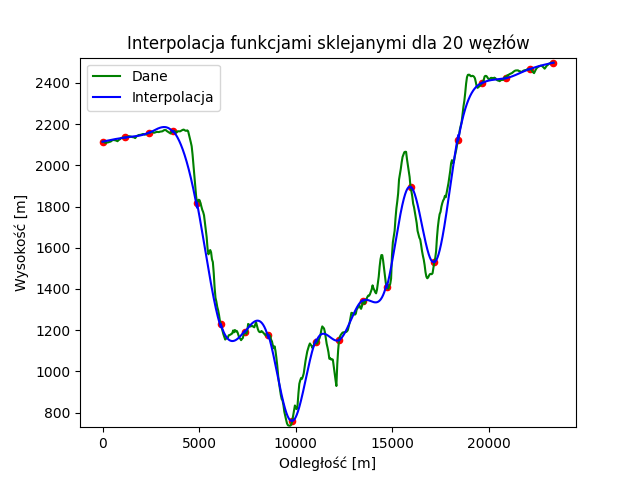 Interpolacja funkcjami sklejanymi dla 20 węzłów
Dane
Interpolacja
2400
2200
2000
1800
1600
1400
1200
1000
800
Wysokość [m]
0 5000 10000 15000 20000
Odległość [m]